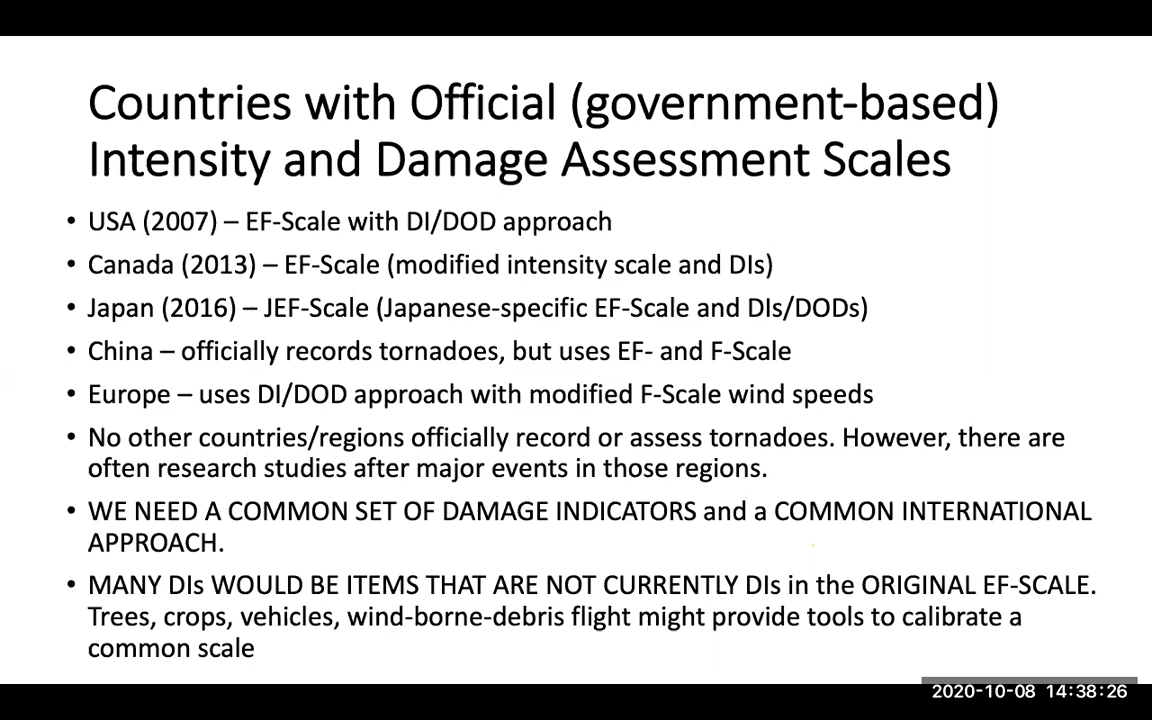 Countries with Official (government-based)
Intensity and Damage Assessment Scales
• USA (2007) – EF-Scale with DI/DOD approach
• Canada (2013) – EF-Scale (modified intensity scale and DIs)
• Japan (2016) – JEF-Scale (Japanese-specific EF-Scale and DIs/DODs)
• China – officially records tornadoes, but uses EF- and F-Scale
• Europe – uses DI/DOD approach with modified F-Scale wind speeds
• No other countries/regions officially record or assess tornadoes. However, there are
often research studies after major events in those regions.
• WE NEED A COMMON SET OF DAMAGE INDICATORS and a COMMON INTERNATIONAL
APPROACH.
• MANY DIs WOULD BE ITEMS THAT ARE NOT CURRENTLY DIs in the ORIGINAL EF-SCALE.
Trees, crops, vehicles, wind-borne-debris flight might provide tools to calibrate a
common scale
2020-10-08 14:38:26